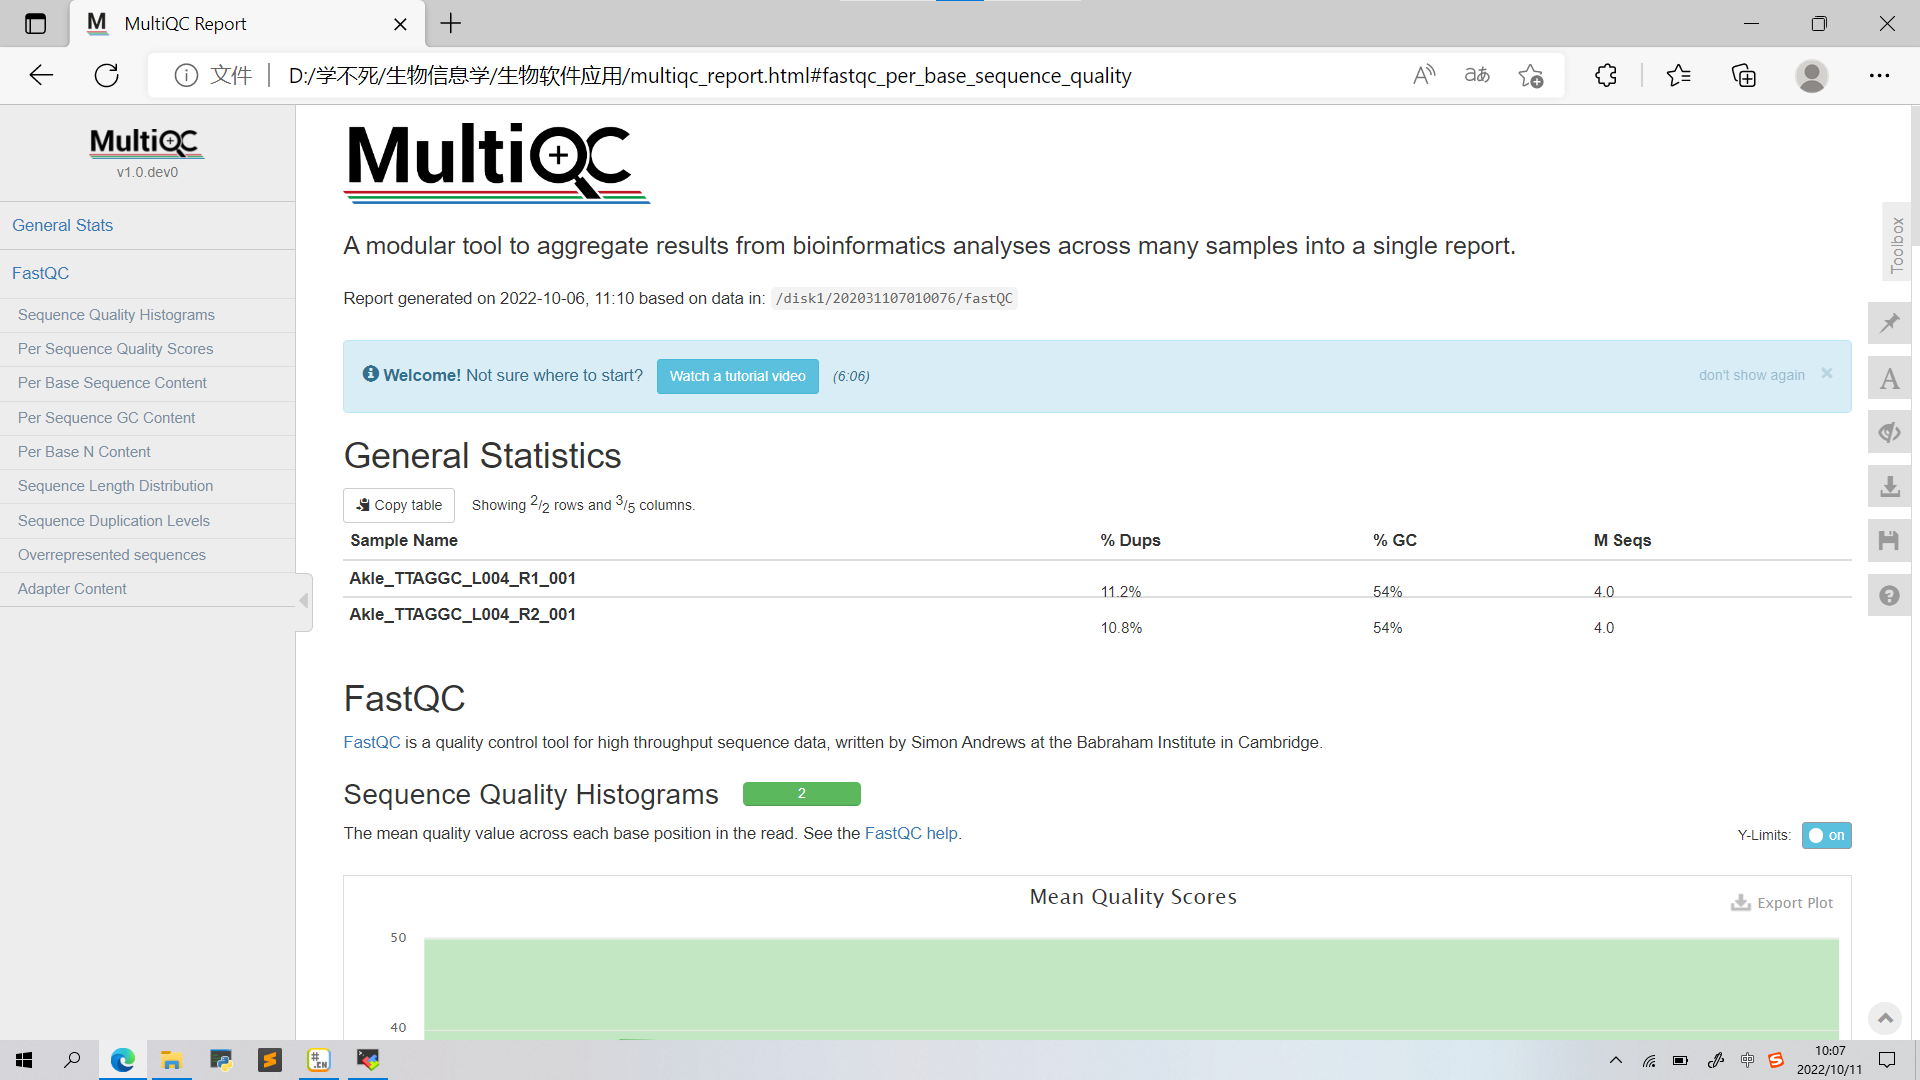 MultiQC Report
文件
D:/学不死/生物信息学/生物软件应用/multiqc_report.html#fastqc_per_base_sequence_quality
MultiQC
v1.0.dev0
General Stats
FastQC
Sequence Quality Histograms
Per Sequence Quality Scores
Per Base Sequence Content
Per Sequence GC Content
Per Base N Content
Sequence Length Distribution
Sequence Duplication Levels
Overrepresented sequences
Adapter Content
MultiQC
A modular tool to aggregate results from bioinformatics analyses across many samples into a single report.
Report generated on 2022-10-06, 11:10 based on data in: /disk1/202031107010076/fastQC
Welcome! Not sure where to start? Watch a tutorial video (6:06)
don't show again ×
General Statistics
Copy table Showing 2/2 rows and 3/5 columns.
Sample Name % Dups % GC M Seqs
Akle_TTAGGC_L004_R1_001 11.2% 54% 4.0
Akle_TTAGGC_L004_R2_001 10.8% 54% 4.0
FastQC
FastQC is a quality control tool for high throughput sequence data, written by Simon Andrews at the Babraham Institute in Cambridge.
Sequence Quality Histograms 2
The mean quality value across each base position in the read. See the FastQC help.
Y-Limits: on
Mean Quality Scores
Export Plot
50
40
Toolbox
中
10:07
2022/10/11